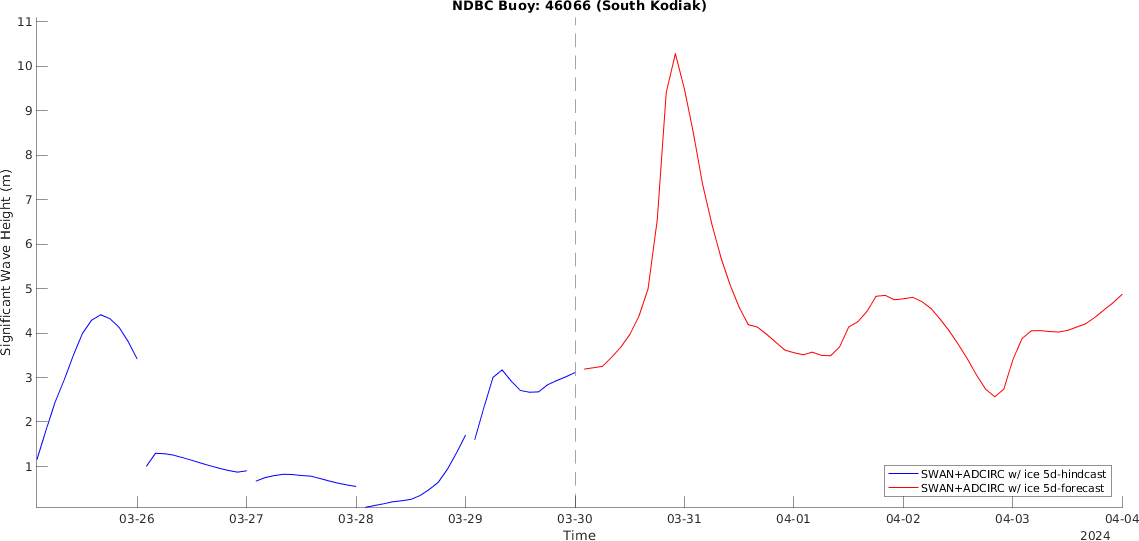 NDBC Buoy: 46066 (South Kodiak)
Significant Wave Height (m)
11
10
9
8
7
6
5
4
3
2
1
SWAN+ADCIRC w/ ice 5d-hindcast
SWAN+ADCIRC w/ ice 5d-forecast
03-26 03-27 03-28 03-29 03-30 03-31 04-01 04-02 04-03 04-04
Time
2024